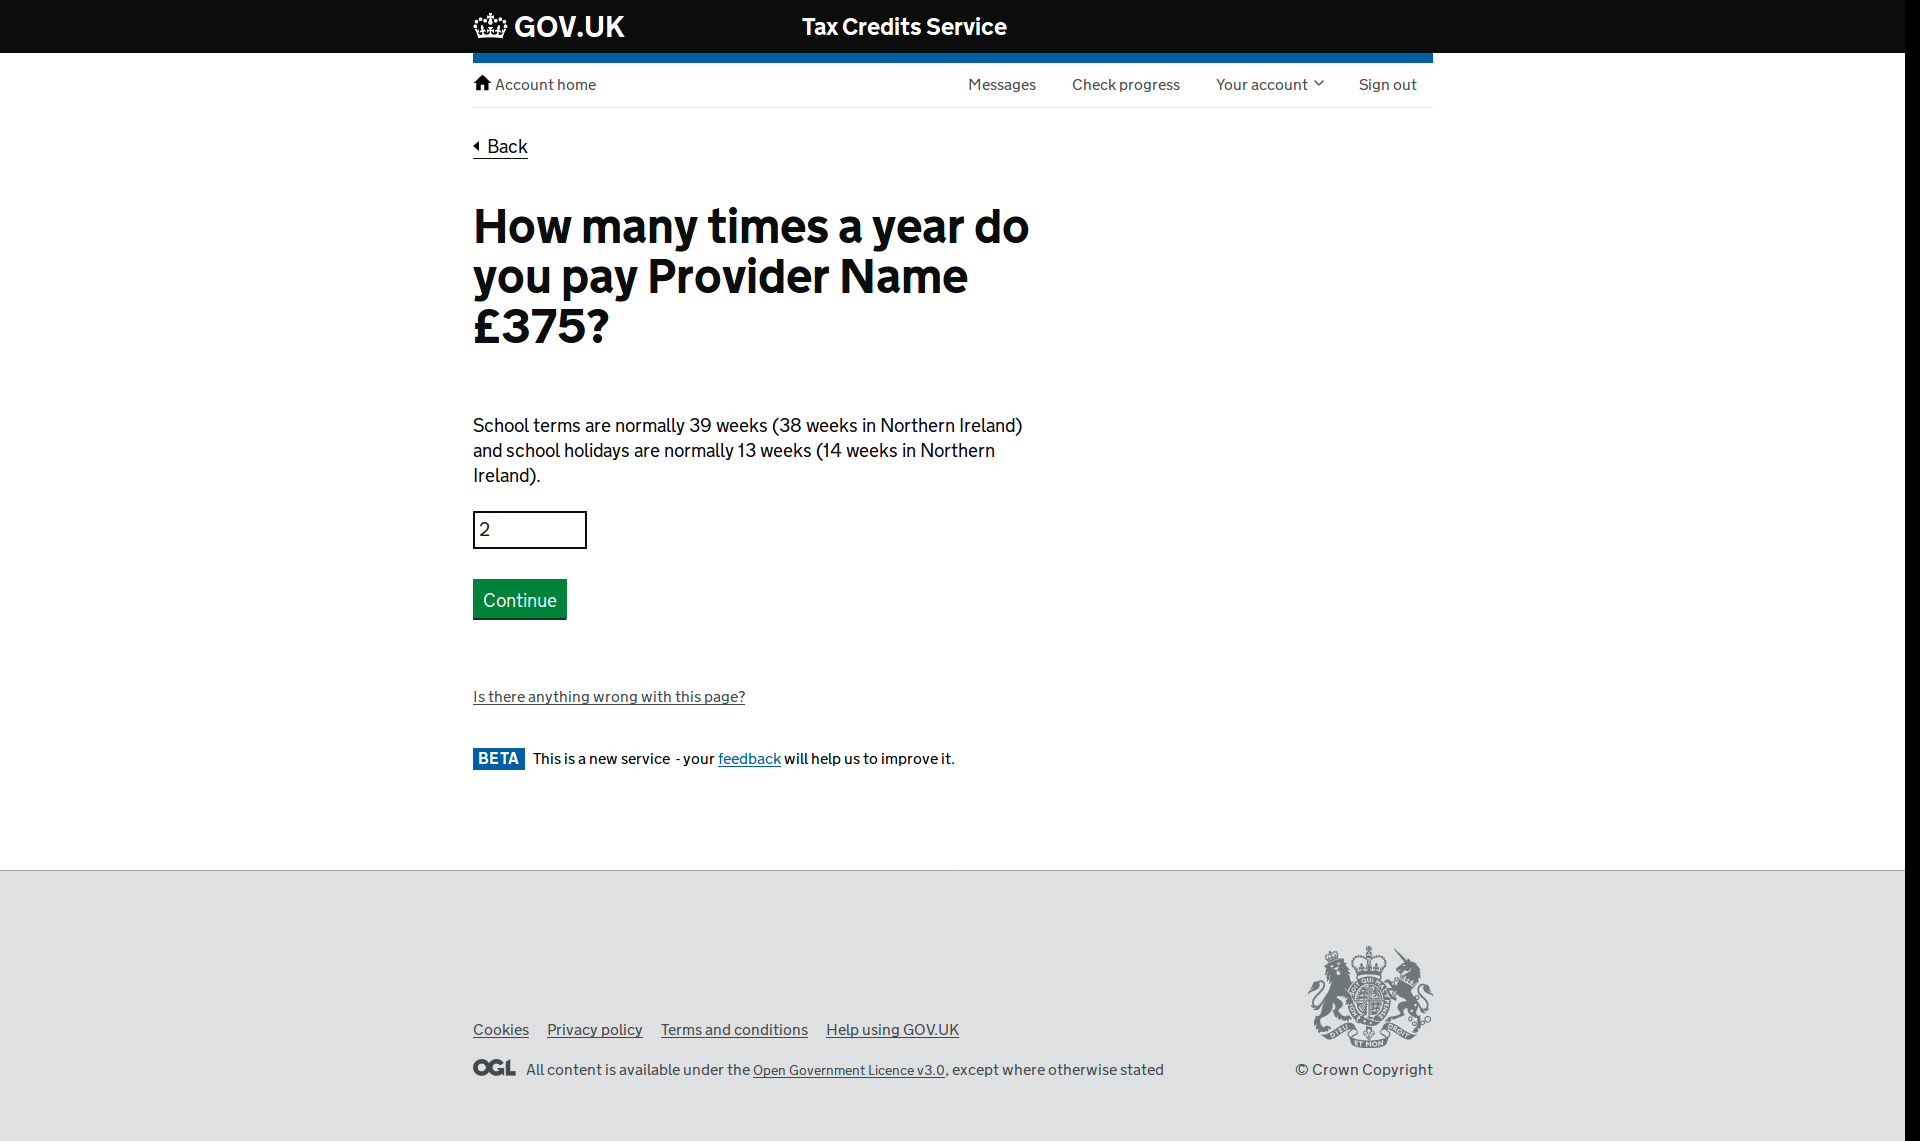 GOV.UK
Tax Credits Service
Account home
Messages
Check progress
Your account
Sign out
Back
How many times a year do
you pay Provider Name
£375?
School terms are normally 39 weeks (38 weeks in Northern Ireland)
and school holidays are normally 13 weeks (14 weeks in Northern
Ireland).
2
Continue
Is there anything wrong with this page?
BETA This is a new service - your feedback will help us to improve it.
Cookies
Privacy policy
Terms and conditions
Help using GOV.UK
OGL All content is available under the Open Government Licence v3.0, except where otherwise stated
DIEU ET MON DROIT
© Crown Copyright